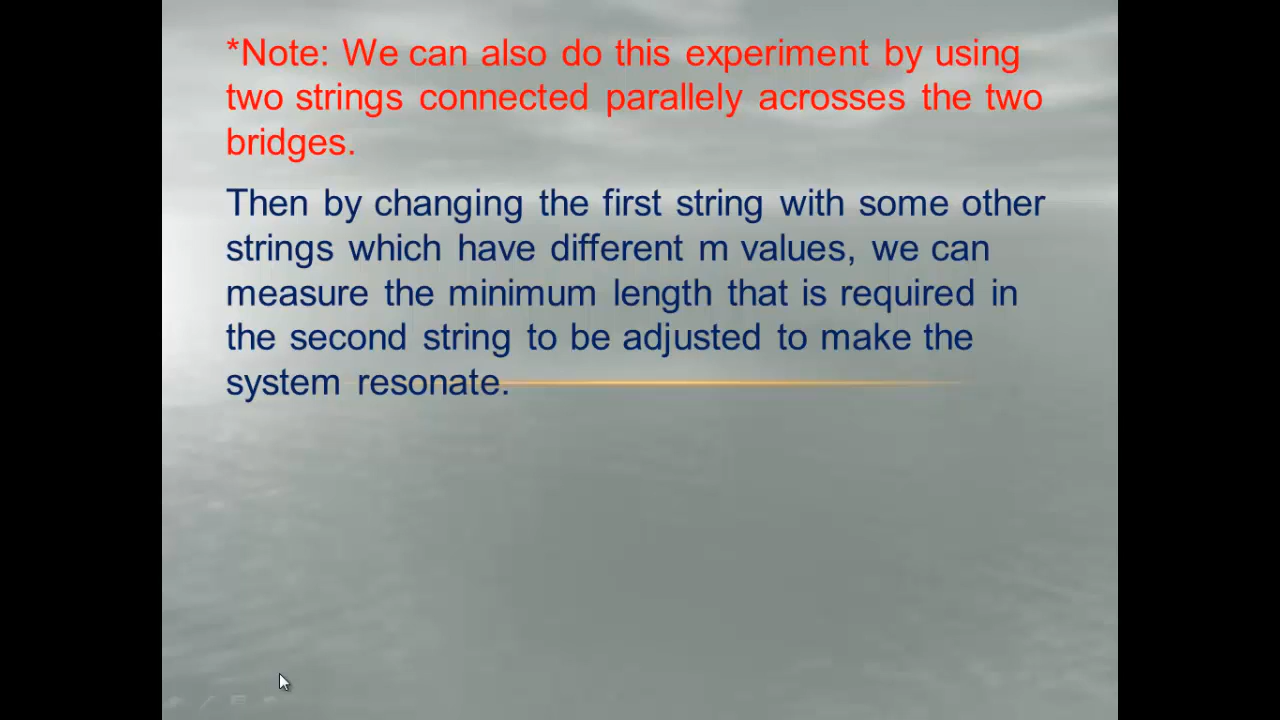 *Note: We can also do this experiment by using
two strings connected parallely acrosses the two
bridges.
Then by changing the first string with some other
strings which have different m values, we can
measure the minimum length that is required in
the second string to be adjusted to make the
system resonate.